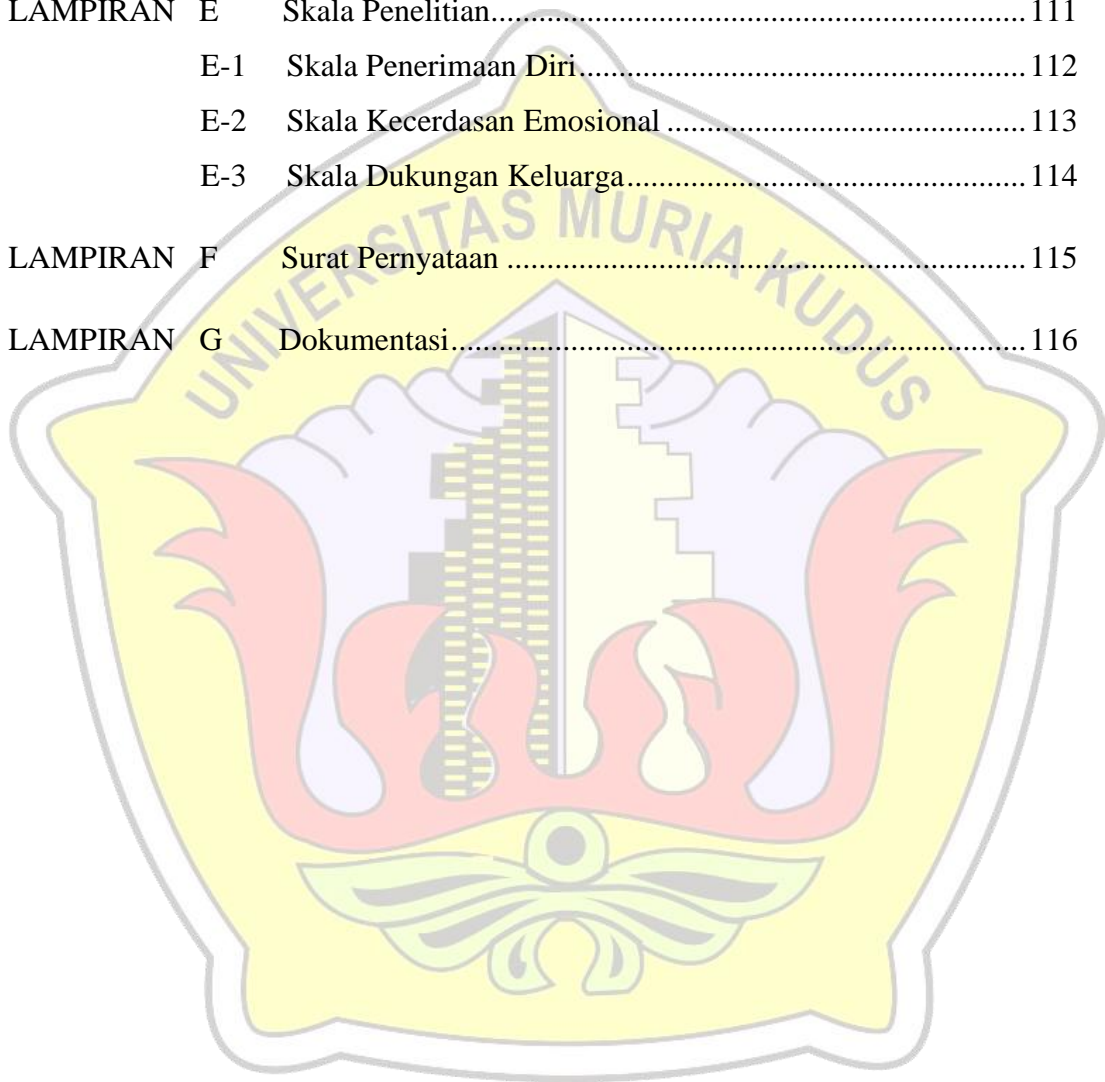 LAMPIRAN E Skala Penelitian.......................................................................111
E-1 Skala Penerimaan Diri...........................................................112
E-2 Skala Kecerdasan Emosional ...............................................113
E-3 Skala Dukungan Keluarga.....................................................114
LAMPIRAN F Surat Pernyataan ....................................................................115
LAMPIRAN G Dokumentasi...........................................................................116
UNIVERSITAS MURIA KUDUS